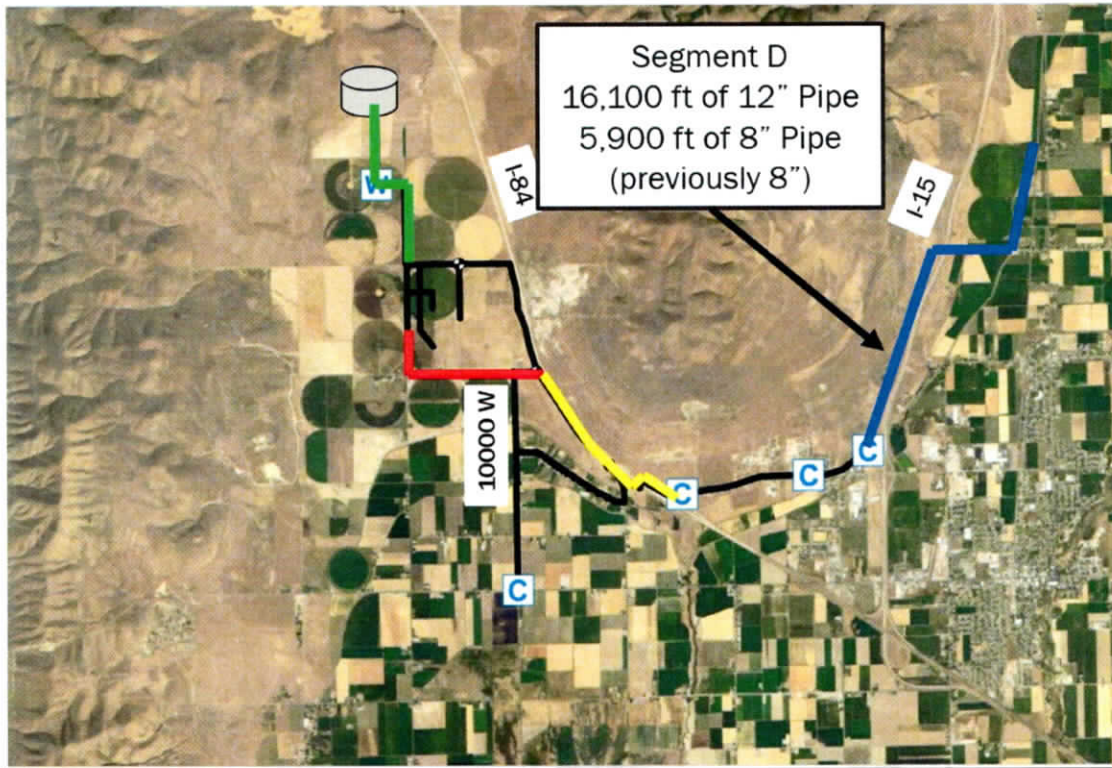 Segment D
16,100 ft of 12" Pipe
5,900 ft of 8" Pipe
(previously 8")
I-84
I-15
W
10000 W
C
C
C
C